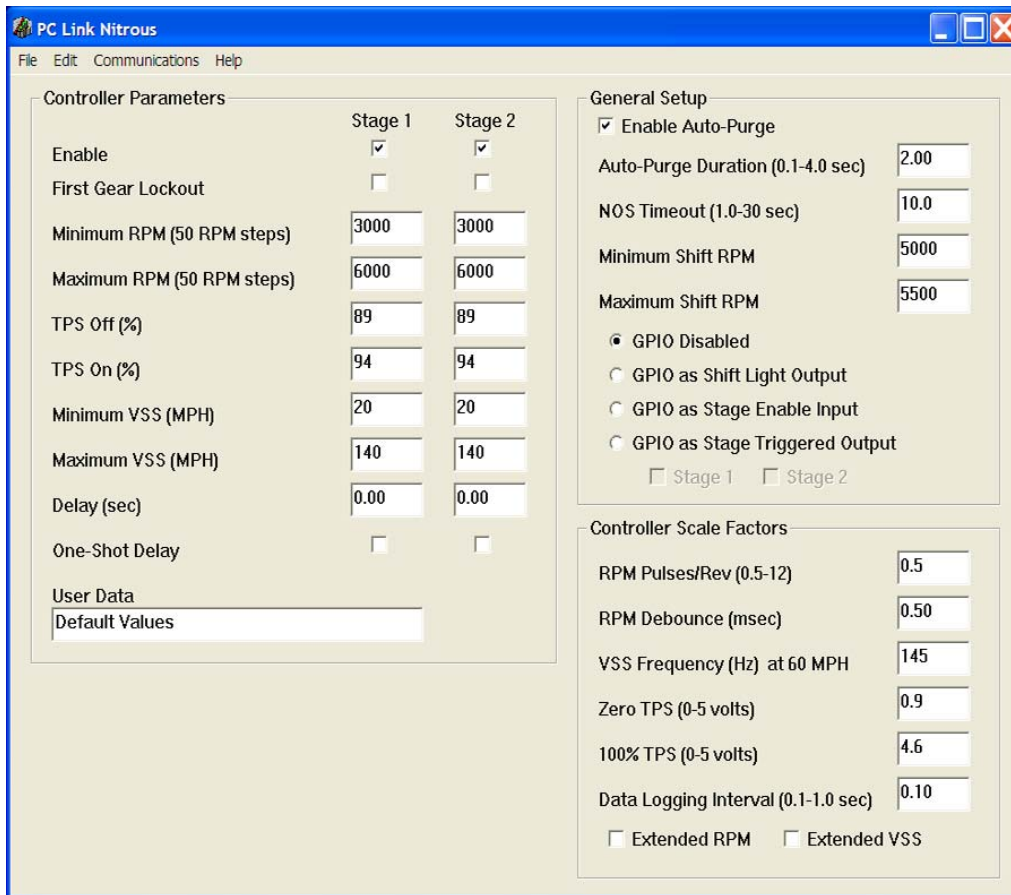 PC Link Nitrous
File Edit Communications Help
Controller Parameters
Stage 1 Stage 2
Enable
First Gear Lockout
Minimum RPM (50 RPM steps) 3000 3000
Maximum RPM (50 RPM steps) 6000 6000
TPS Off (%) 89 89
TPS On (%) 94 94
Minimum VSS (MPH) 20 20
Maximum VSS (MPH) 140 140
Delay (sec) 0.00 0.00
One-Shot Delay
User Data
Default Values
General Setup
Enable Auto-Purge
Auto-Purge Duration (0.1-4.0 sec) 2.00
NOS Timeout (1.0-30 sec) 10.0
Minimum Shift RPM 5000
Maximum Shift RPM 5500
GPIO Disabled
GPIO as Shift Light Output
GPIO as Stage Enable Input
GPIO as Stage Triggered Output
Stage 1 Stage 2
Controller Scale Factors
RPM Pulses/Rev (0.5-12) 0.5
RPM Debounce (msec) 0.50
VSS Frequency (Hz) at 60 MPH 145
Zero TPS (0-5 volts) 0.9
100% TPS (0-5 volts) 4.6
Data Logging Interval (0.1-1.0 sec) 0.10
Extended RPM Extended VSS